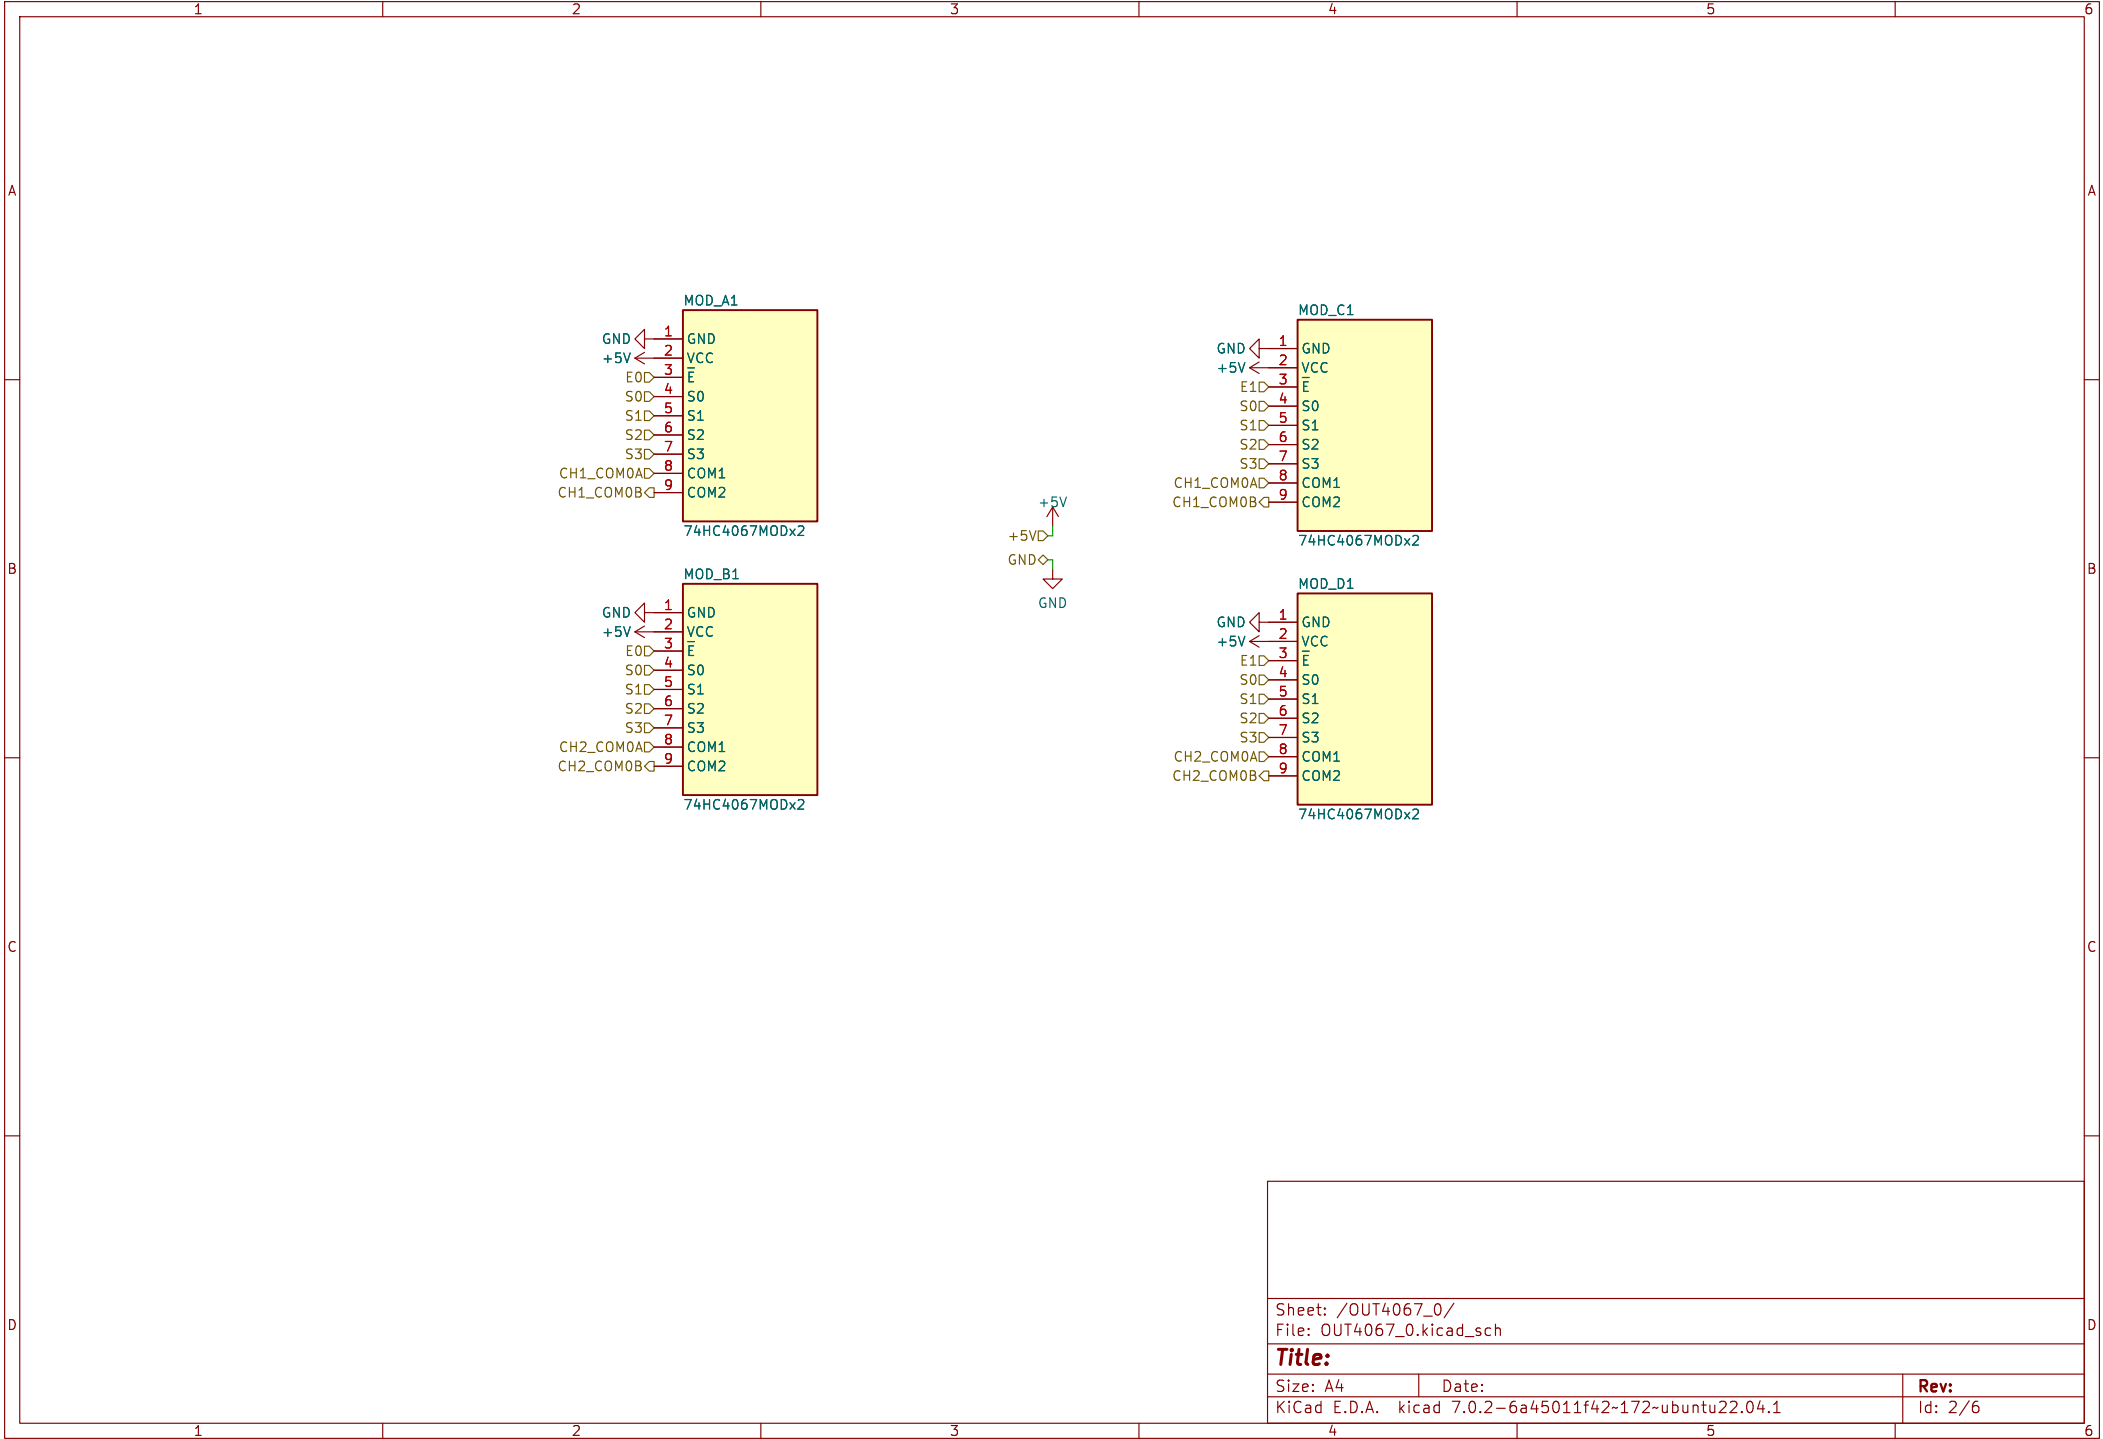 1 2 3 4 5 6
A A
B B
C C
D D
MOD_A1
GND 1 GND
+5V 2 VCC
E0 3 E
S0 4 S0
S1 5 S1
S2 6 S2
S3 7 S3
CH1_COM0A 8 COM1
CH1_COM0B 9 COM2
74HC4067MODx2
MOD_B1
GND 1 GND
+5V 2 VCC
E0 3 E
S0 4 S0
S1 5 S1
S2 6 S2
S3 7 S3
CH2_COM0A 8 COM1
CH2_COM0B 9 COM2
74HC4067MODx2
+5V
+5V
GND
GND
MOD_C1
GND 1 GND
+5V 2 VCC
E1 3 E
S0 4 S0
S1 5 S1
S2 6 S2
S3 7 S3
CH1_COM0A 8 COM1
CH1_COM0B 9 COM2
74HC4067MODx2
MOD_D1
GND 1 GND
+5V 2 VCC
E1 3 E
S0 4 S0
S1 5 S1
S2 6 S2
S3 7 S3
CH2_COM0A 8 COM1
CH2_COM0B 9 COM2
74HC4067MODx2
Sheet: /OUT4067_0/
File: OUT4067_0.kicad_sch
Title:
Size: A4 Date: Rev:
KiCad E.D.A. kicad 7.0.2-6a45011f42~172~ubuntu22.04.1 Id: 2/6
1 2 3 4 5 6